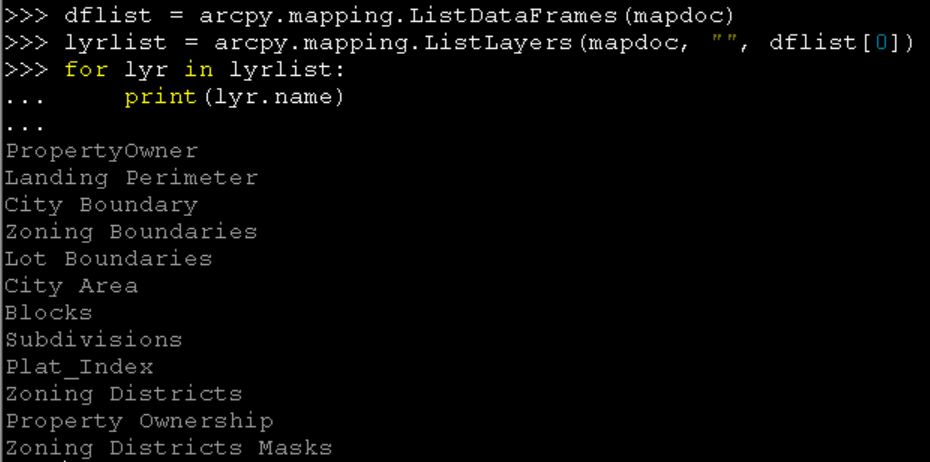 >>> dflist = arcpy.mapping.ListDataFrames(mapdoc)
>>> lyrlist = arcpy.mapping.ListLayers(mapdoc, "", dflist[0])
>>> for lyr in lyrlist:
...     print(lyr.name)
...
PropertyOwner
Landing Perimeter
City Boundary
Zoning Boundaries
Lot Boundaries
City Area
Blocks
Subdivisions
Plat_Index
Zoning Districts
Property Ownership
Zoning Districts Masks